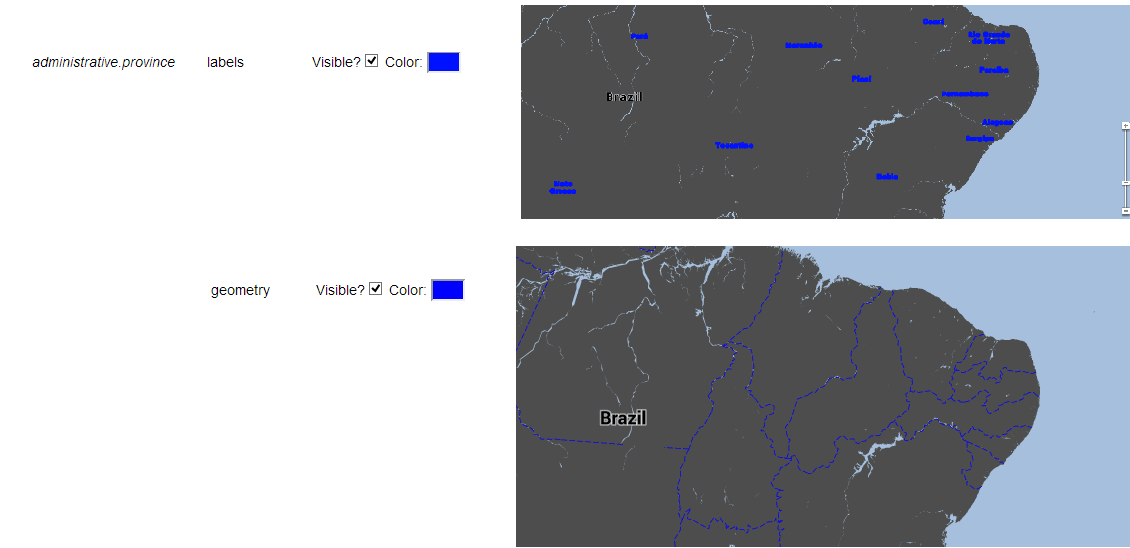 administrative.province labels Visible? Color:
Ceará
Rio Grande
do Norte
Pará
Maranhão
Paraíba
Piauí
Pernambuco
Brazil
Alagoas
Sergipe
Tocantins
Bahia
Mato
Grosso
geometry Visible? Color:
Brazil